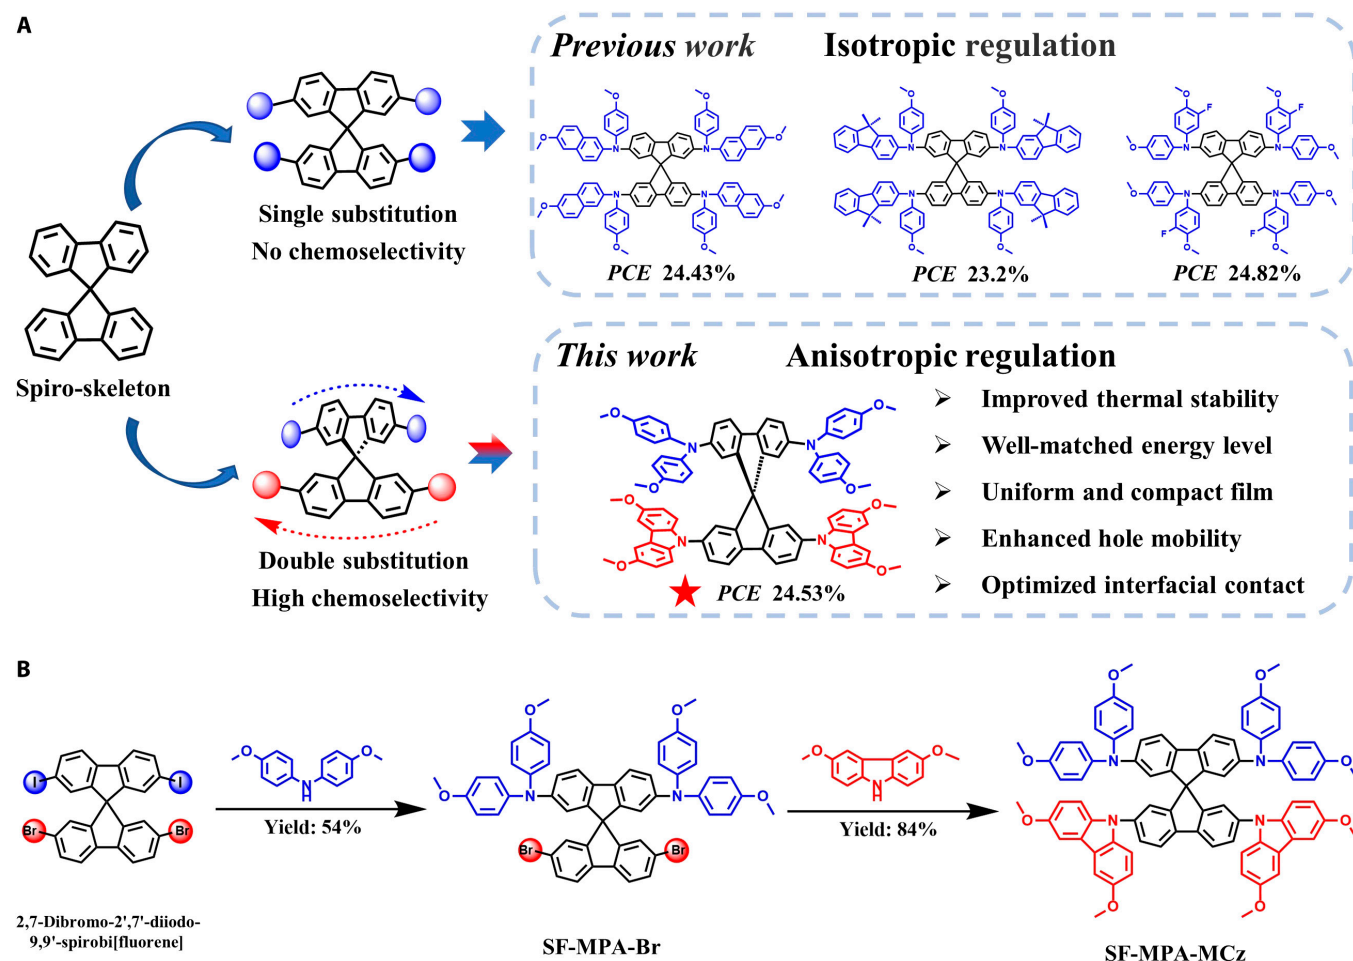 A
Previous work Isotropic regulation
Single substitution
No chemoselectivity
PCE 24.43%
PCE 23.2%
PCE 24.82%
Spiro-skeleton
This work Anisotropic regulation
➢ Improved thermal stability
➢ Well-matched energy level
➢ Uniform and compact film
➢ Enhanced hole mobility
➢ Optimized interfacial contact
PCE 24.53%
Double substitution
High chemoselectivity
B
I I
Br Br
2,7-Dibromo-2',7'-diiodo-
9,9'-spirobi[fluorene]
Yield: 54%
Br Br
SF-MPA-Br
Yield: 84%
SF-MPA-MCz